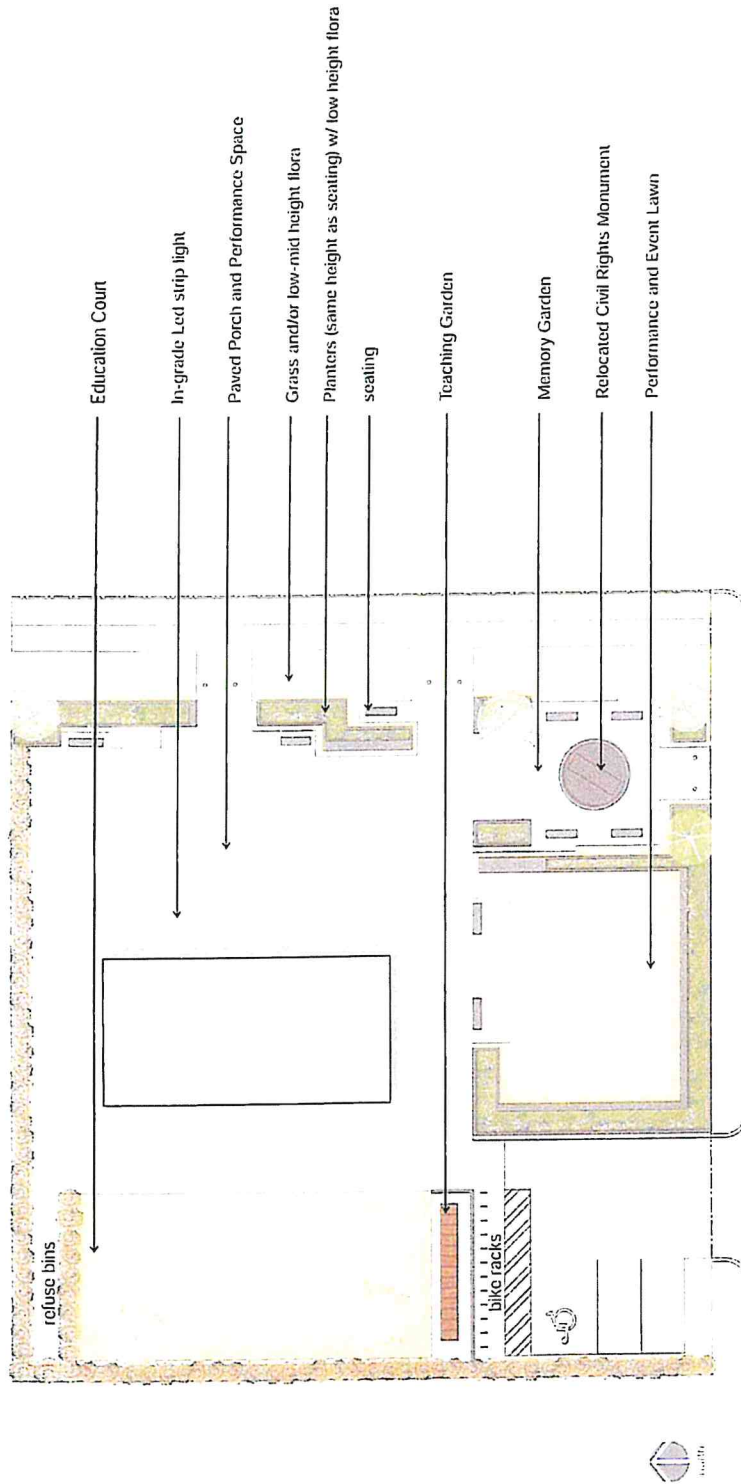 Education Court
In-grade Led strip light
Paved Porch and Performance Space
Grass and/or low-mid height flora
Planters (same height as seating) w/ low height flora
seating
Teaching Garden
Memory Garden
Relocated Civil Rights Monument
Performance and Event Lawn
refuse bins
bike racks
north